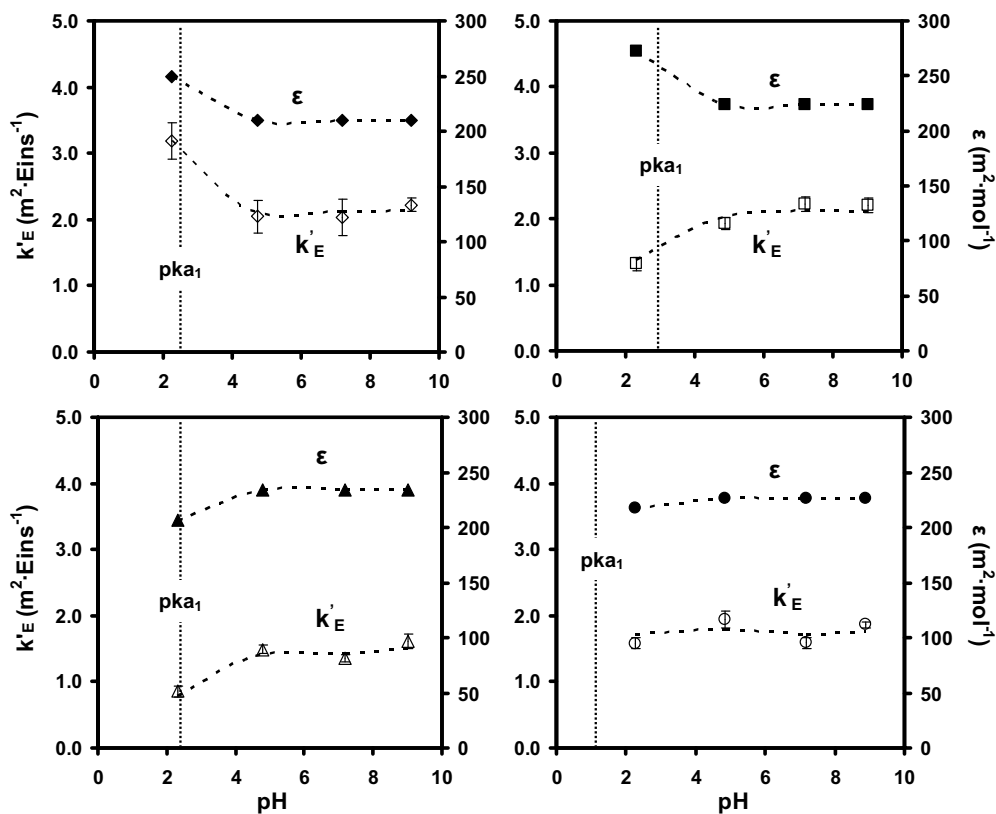 5.0 300 5.0 300
4.0 250 4.0 250
3.0 200 3.0 200
2.0 150 2.0 150
1.0 100 1.0 100
0.0 50 0.0 50
0 0
k'E (m²·Eins⁻¹)
ε
k'E
pka₁
0 2 4 6 8 10
ε
pka₁
k'E
0 2 4 6 8 10
ε (m²·mol⁻¹)
5.0 300 5.0 300
4.0 250 4.0 250
3.0 200 3.0 200
2.0 150 2.0 150
1.0 100 1.0 100
0.0 50 0.0 50
0 0
k'E (m²·Eins⁻¹)
ε
pka₁
k'E
0 2 4 6 8 10
pH
ε
pka₁
k'E
0 2 4 6 8 10
pH
ε (m²·mol⁻¹)